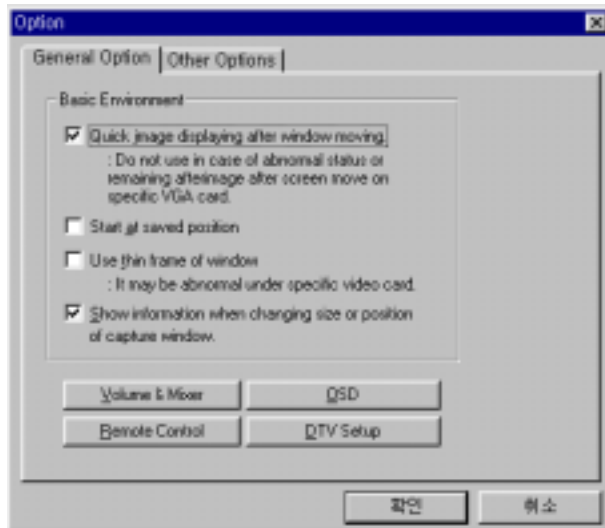 Option
General Option
Other Options
Basic Environment
Quick image displaying after window moving.
: Do not use in case of abnormal status or
remaining afterimage after screen move on
specific VGA card.
Start at saved position
Use thin frame of window
: It may be abnormal under specific video card.
Show information when changing size or position
of capture window.
Volume & Mixer
OSD
Remote Control
DTV Setup
확인
취소